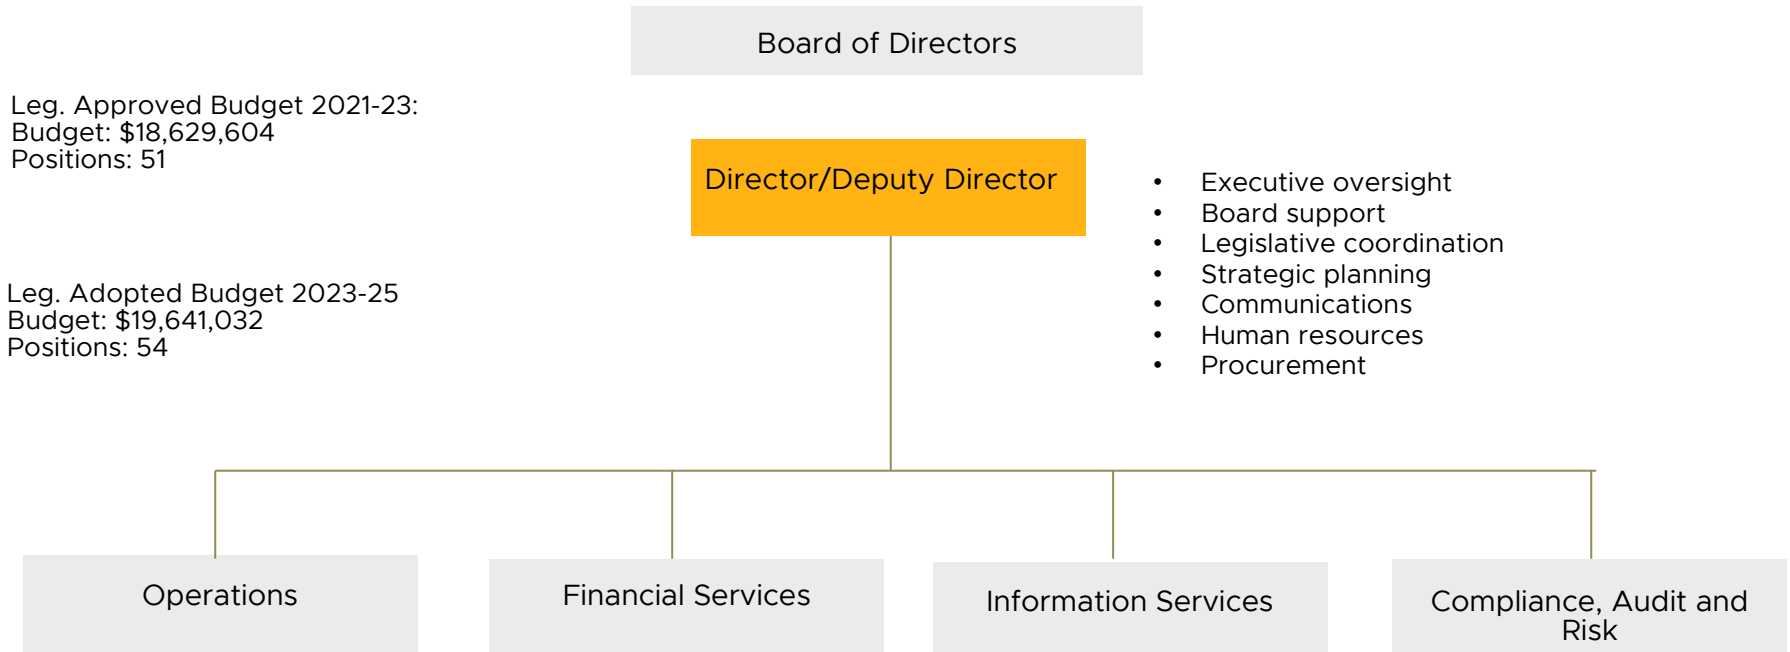 Board of Directors
Leg. Approved Budget 2021-23:
Budget: $18,629,604
Positions: 51
Director/Deputy Director
• Executive oversight
• Board support
• Legislative coordination
• Strategic planning
• Communications
• Human resources
• Procurement
Leg. Adopted Budget 2023-25
Budget: $19,641,032
Positions: 54
Operations
Financial Services
Information Services
Compliance, Audit and
Risk